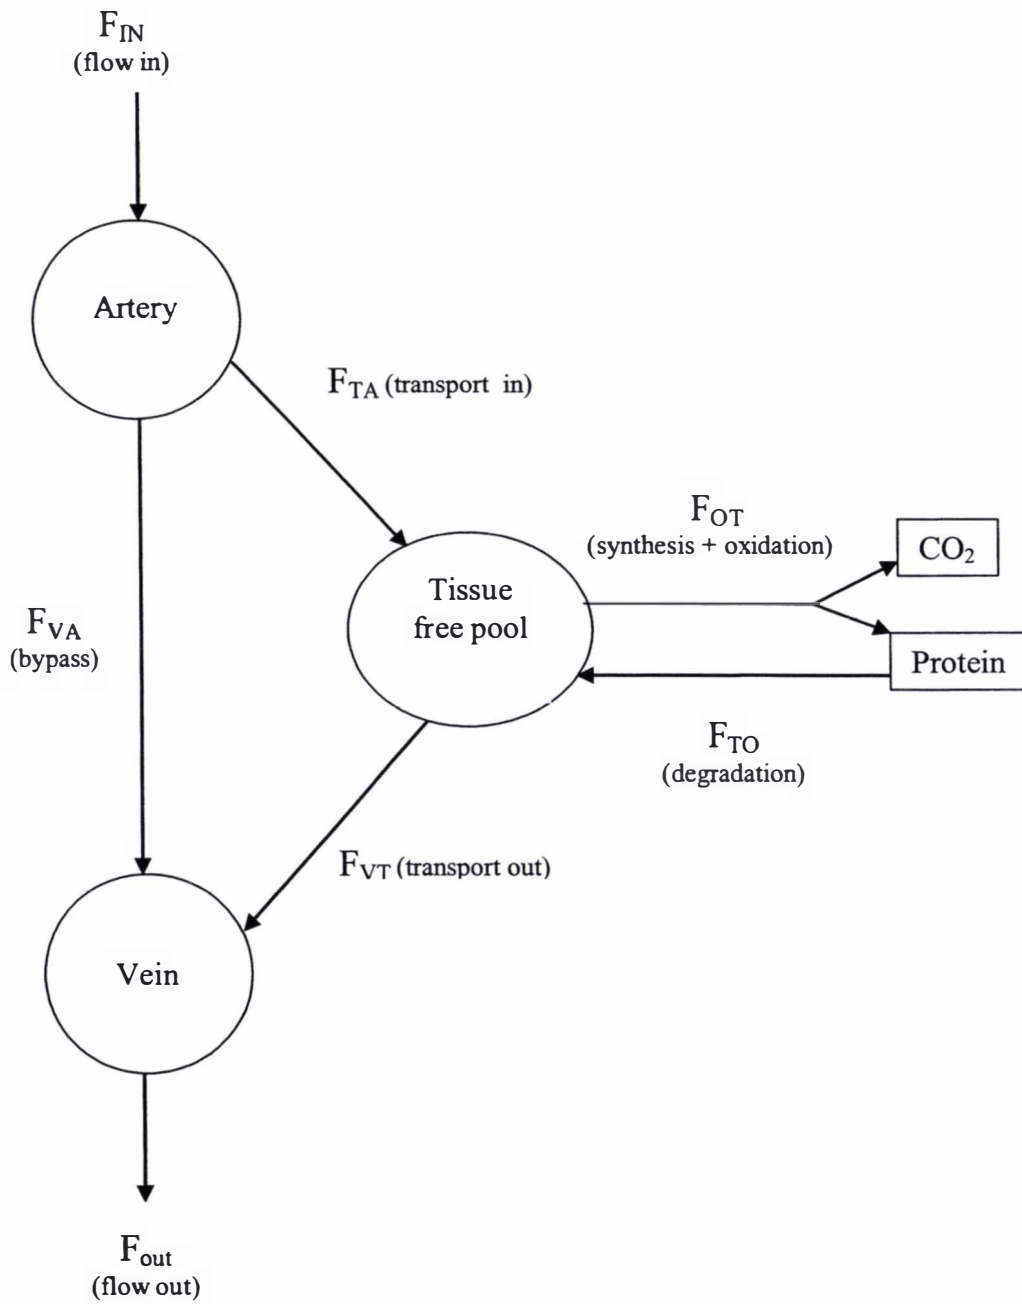 F_IN
(flow in)
Artery
F_TA (transport in)
F_OT
(synthesis + oxidation)
CO₂
Tissue
free pool
F_VA
(bypass)
Protein
F_TO
(degradation)
F_VT (transport out)
Vein
F_out
(flow out)